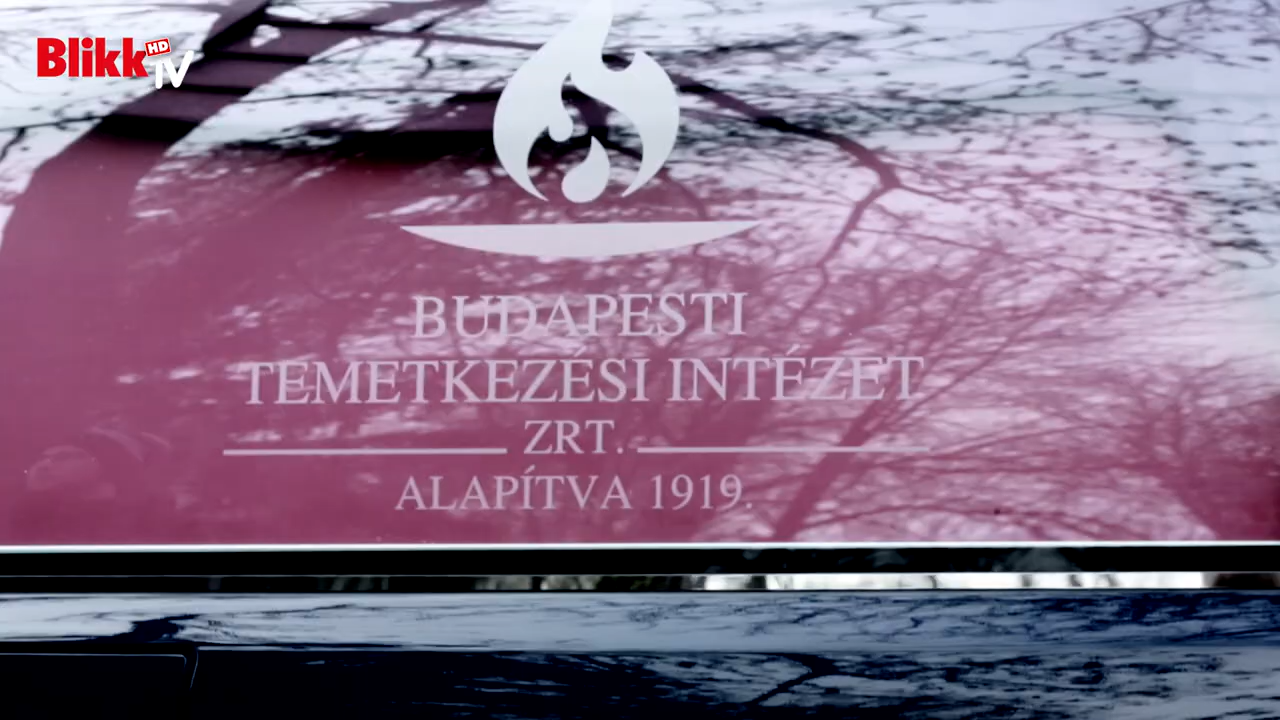 Blikk HD
TV
BUDAPESTI
TEMETKEZÉSI INTÉZET
ZRT.
ALAPÍTVA 1919.